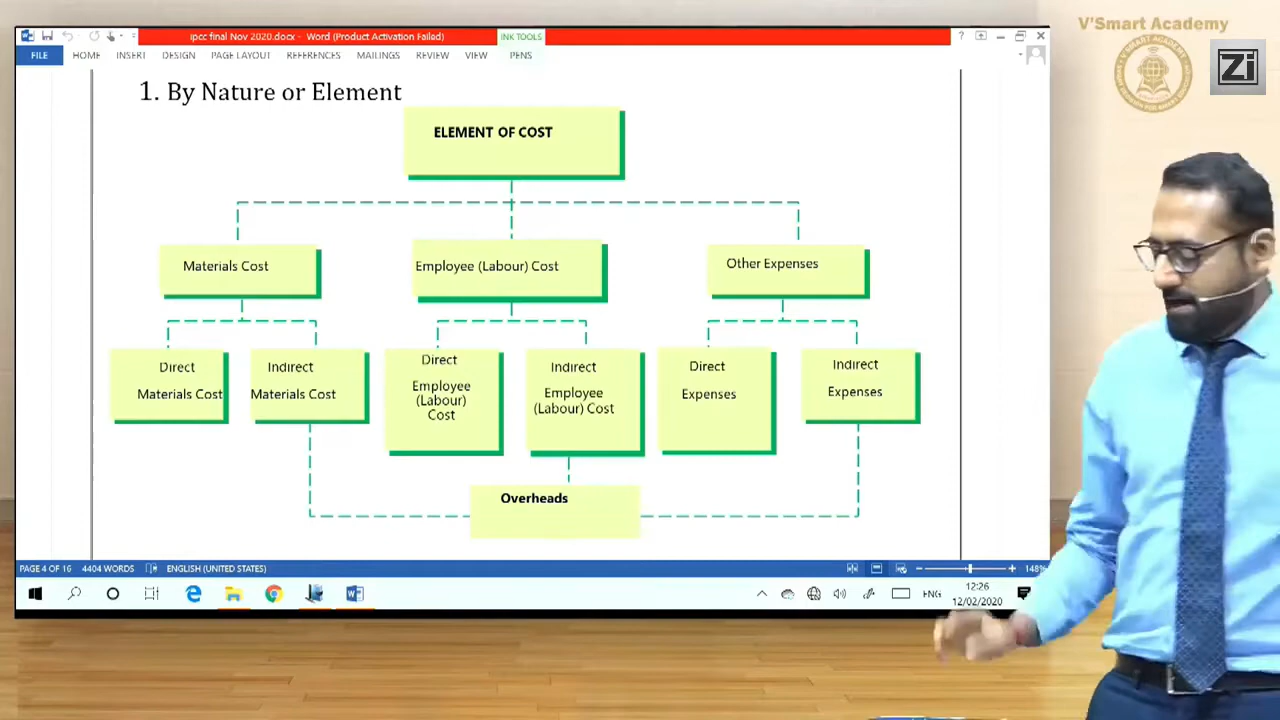 V'Smart Academy
Zi
ipcc final Nov 2020.docx - Word (Product Activation Failed)
INK TOOLS
FILE HOME INSERT DESIGN PAGE LAYOUT REFERENCES MAILINGS REVIEW VIEW PENS
1. By Nature or Element
ELEMENT OF COST
Materials Cost
Employee (Labour) Cost
Other Expenses
Direct
Materials Cost
Indirect
Materials Cost
Direct
Employee
(Labour)
Cost
Indirect
Employee
(Labour) Cost
Direct
Expenses
Indirect
Expenses
Overheads
PAGE 4 OF 16 4404 WORDS ENGLISH (UNITED STATES)
148%
ENG
12:26
12/02/2020